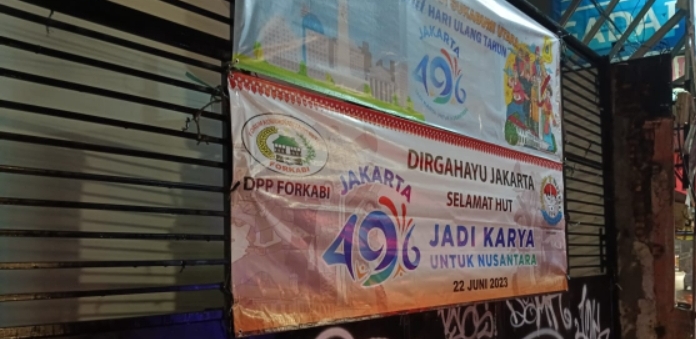 HARI ULANG TAHUN
JAKARTA
496
FORKABI
DPP FORKABI
DIRGAHAYU JAKARTA
SELAMAT HUT
JAKARTA
496
JADI KARYA
UNTUK NUSANTARA
22 JUNI 2023